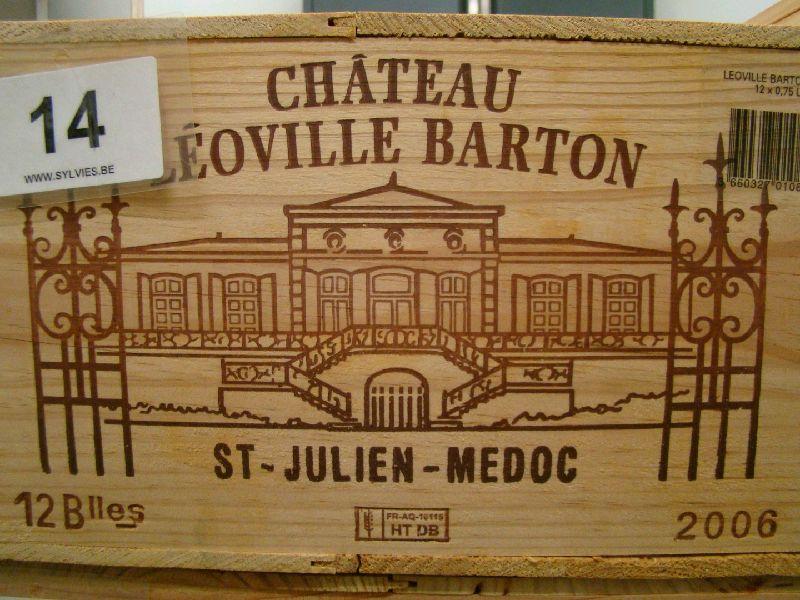 14
WWW.SYLVIES.BE
CHÂTEAU
LÉOVILLE BARTON
LEOVILLE BARTO
12 x 0,75 L
ST-JULIEN-MEDOC
12 Blles
FR-AQ-
HT DB
2006